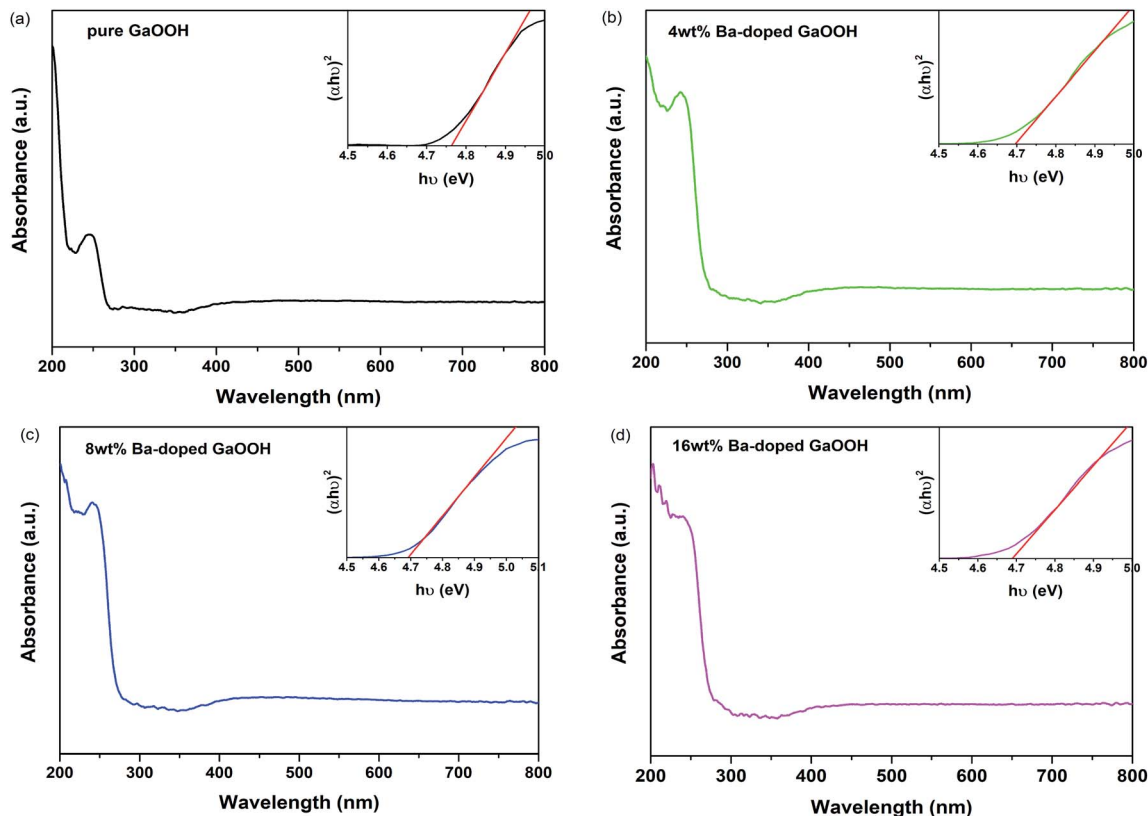 (a)
pure GaOOH
Absorbance (a.u.)
(αhυ)²
4.5 4.6 4.7 4.8 4.9 5.0
hυ (eV)
200 300 400 500 600 700 800
Wavelength (nm)
(b)
4wt% Ba-doped GaOOH
Absorbance (a.u.)
(αhυ)²
4.5 4.6 4.7 4.8 4.9 5.0
hυ (eV)
200 300 400 500 600 700 800
Wavelength (nm)
(c)
8wt% Ba-doped GaOOH
Absorbance (a.u.)
(αhυ)²
4.5 4.6 4.7 4.8 4.9 5.0 5.1
hυ (eV)
200 300 400 500 600 700 800
Wavelength (nm)
(d)
16wt% Ba-doped GaOOH
Absorbance (a.u.)
(αhυ)²
4.5 4.6 4.7 4.8 4.9 5.0
hυ (eV)
200 300 400 500 600 700 800
Wavelength (nm)